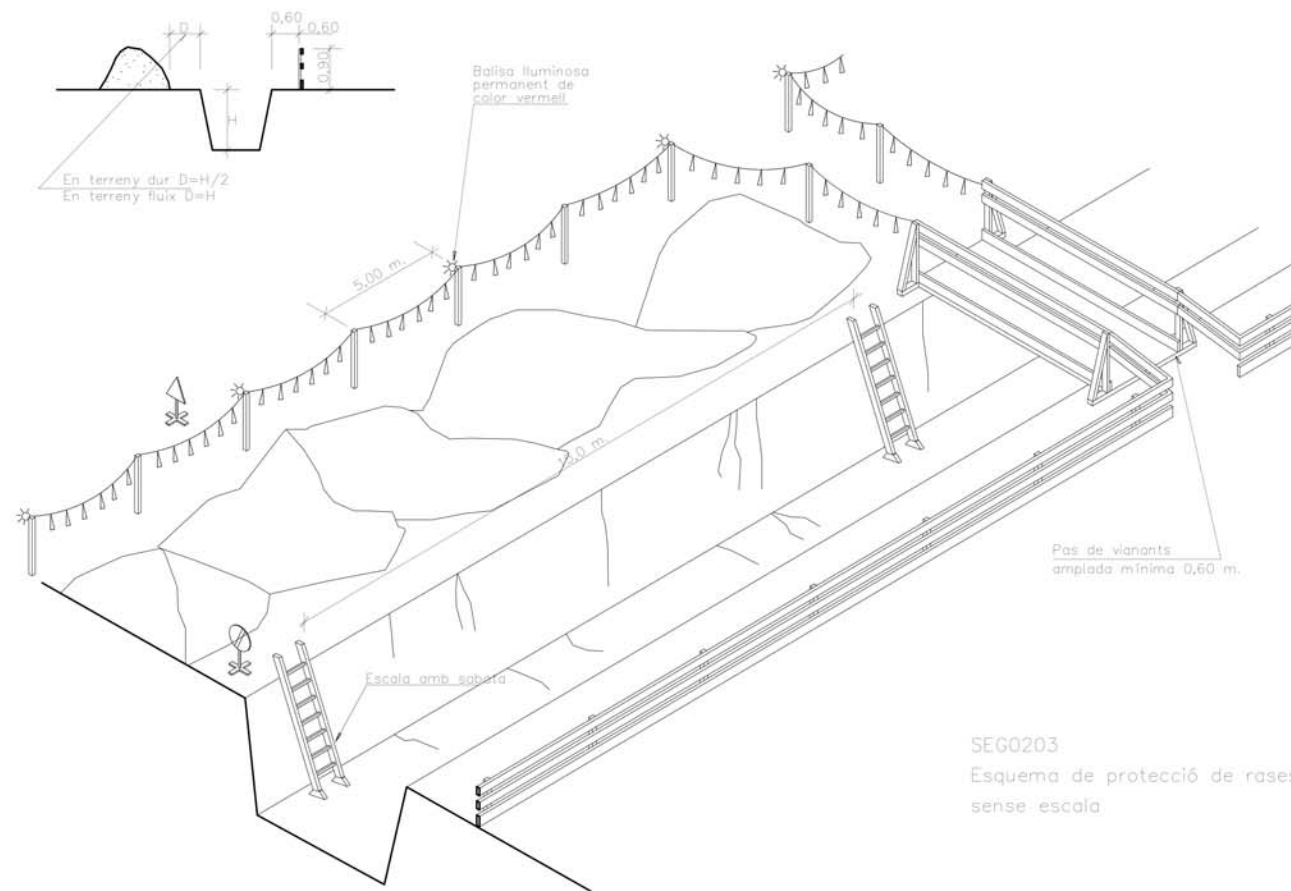 D
0,60
0,60
0,90
H
En terreny dur D=H/2
En terreny fluix D=H
Balisa lluminosa
permanent de
color vermell
5,00 m.
5,0 m.
Pas de vianants
amplada mínima 0,60 m.
Escala amb sabata
SEG0203
Esquema de protecció de rases
sense escala